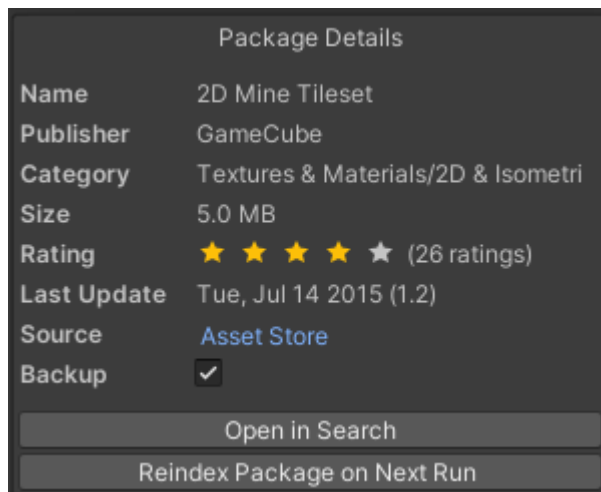 Package Details
Name 2D Mine Tileset
Publisher GameCube
Category Textures & Materials/2D & Isometri
Size 5.0 MB
Rating (26 ratings)
Last Update Tue, Jul 14 2015 (1.2)
Source Asset Store
Backup
Open in Search
Reindex Package on Next Run